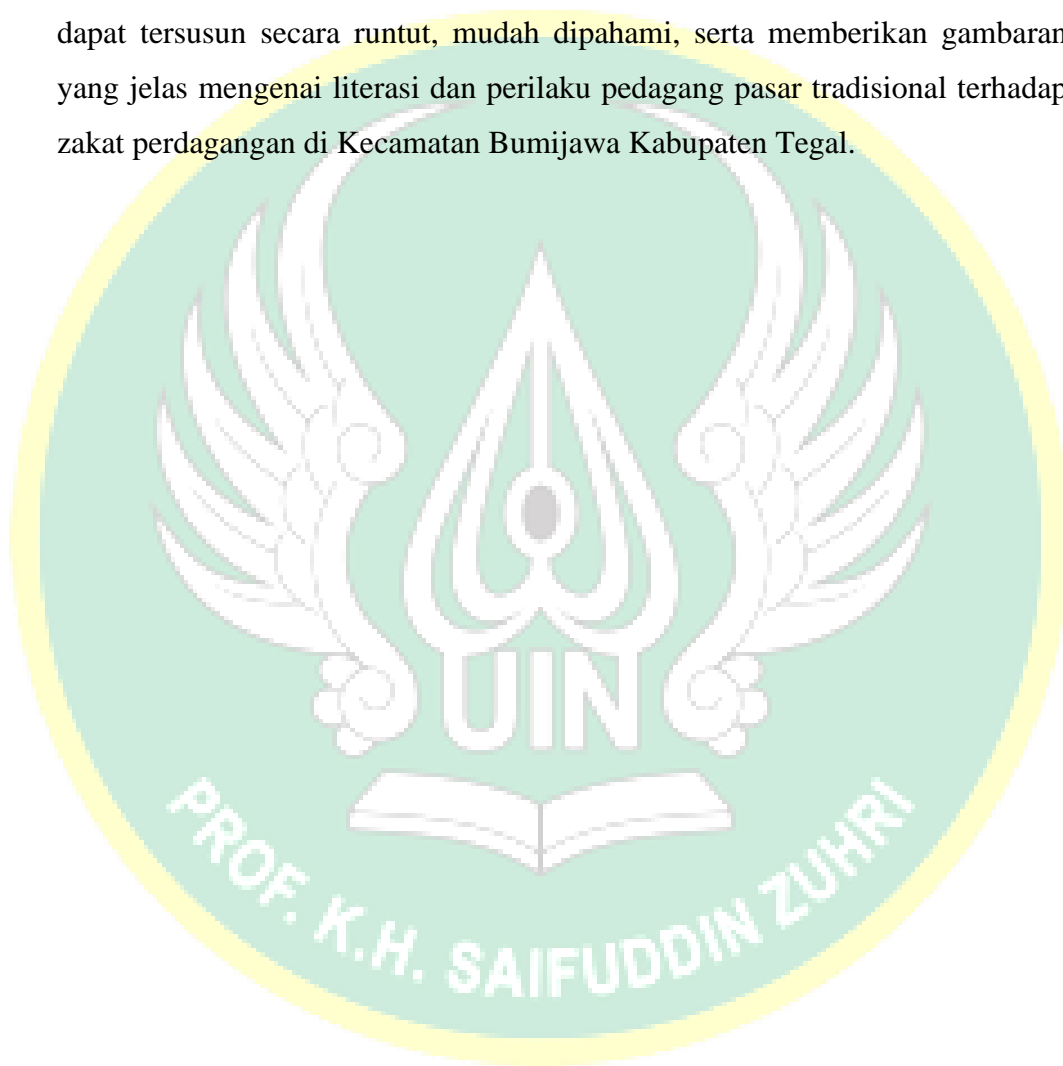 dapat tersusun secara runtut, mudah dipahami, serta memberikan gambaran
yang jelas mengenai literasi dan perilaku pedagang pasar tradisional terhadap
zakat perdagangan di Kecamatan Bumijawa Kabupaten Tegal.
UIN
PROF. K.H. SAIFUDDIN ZUHRI